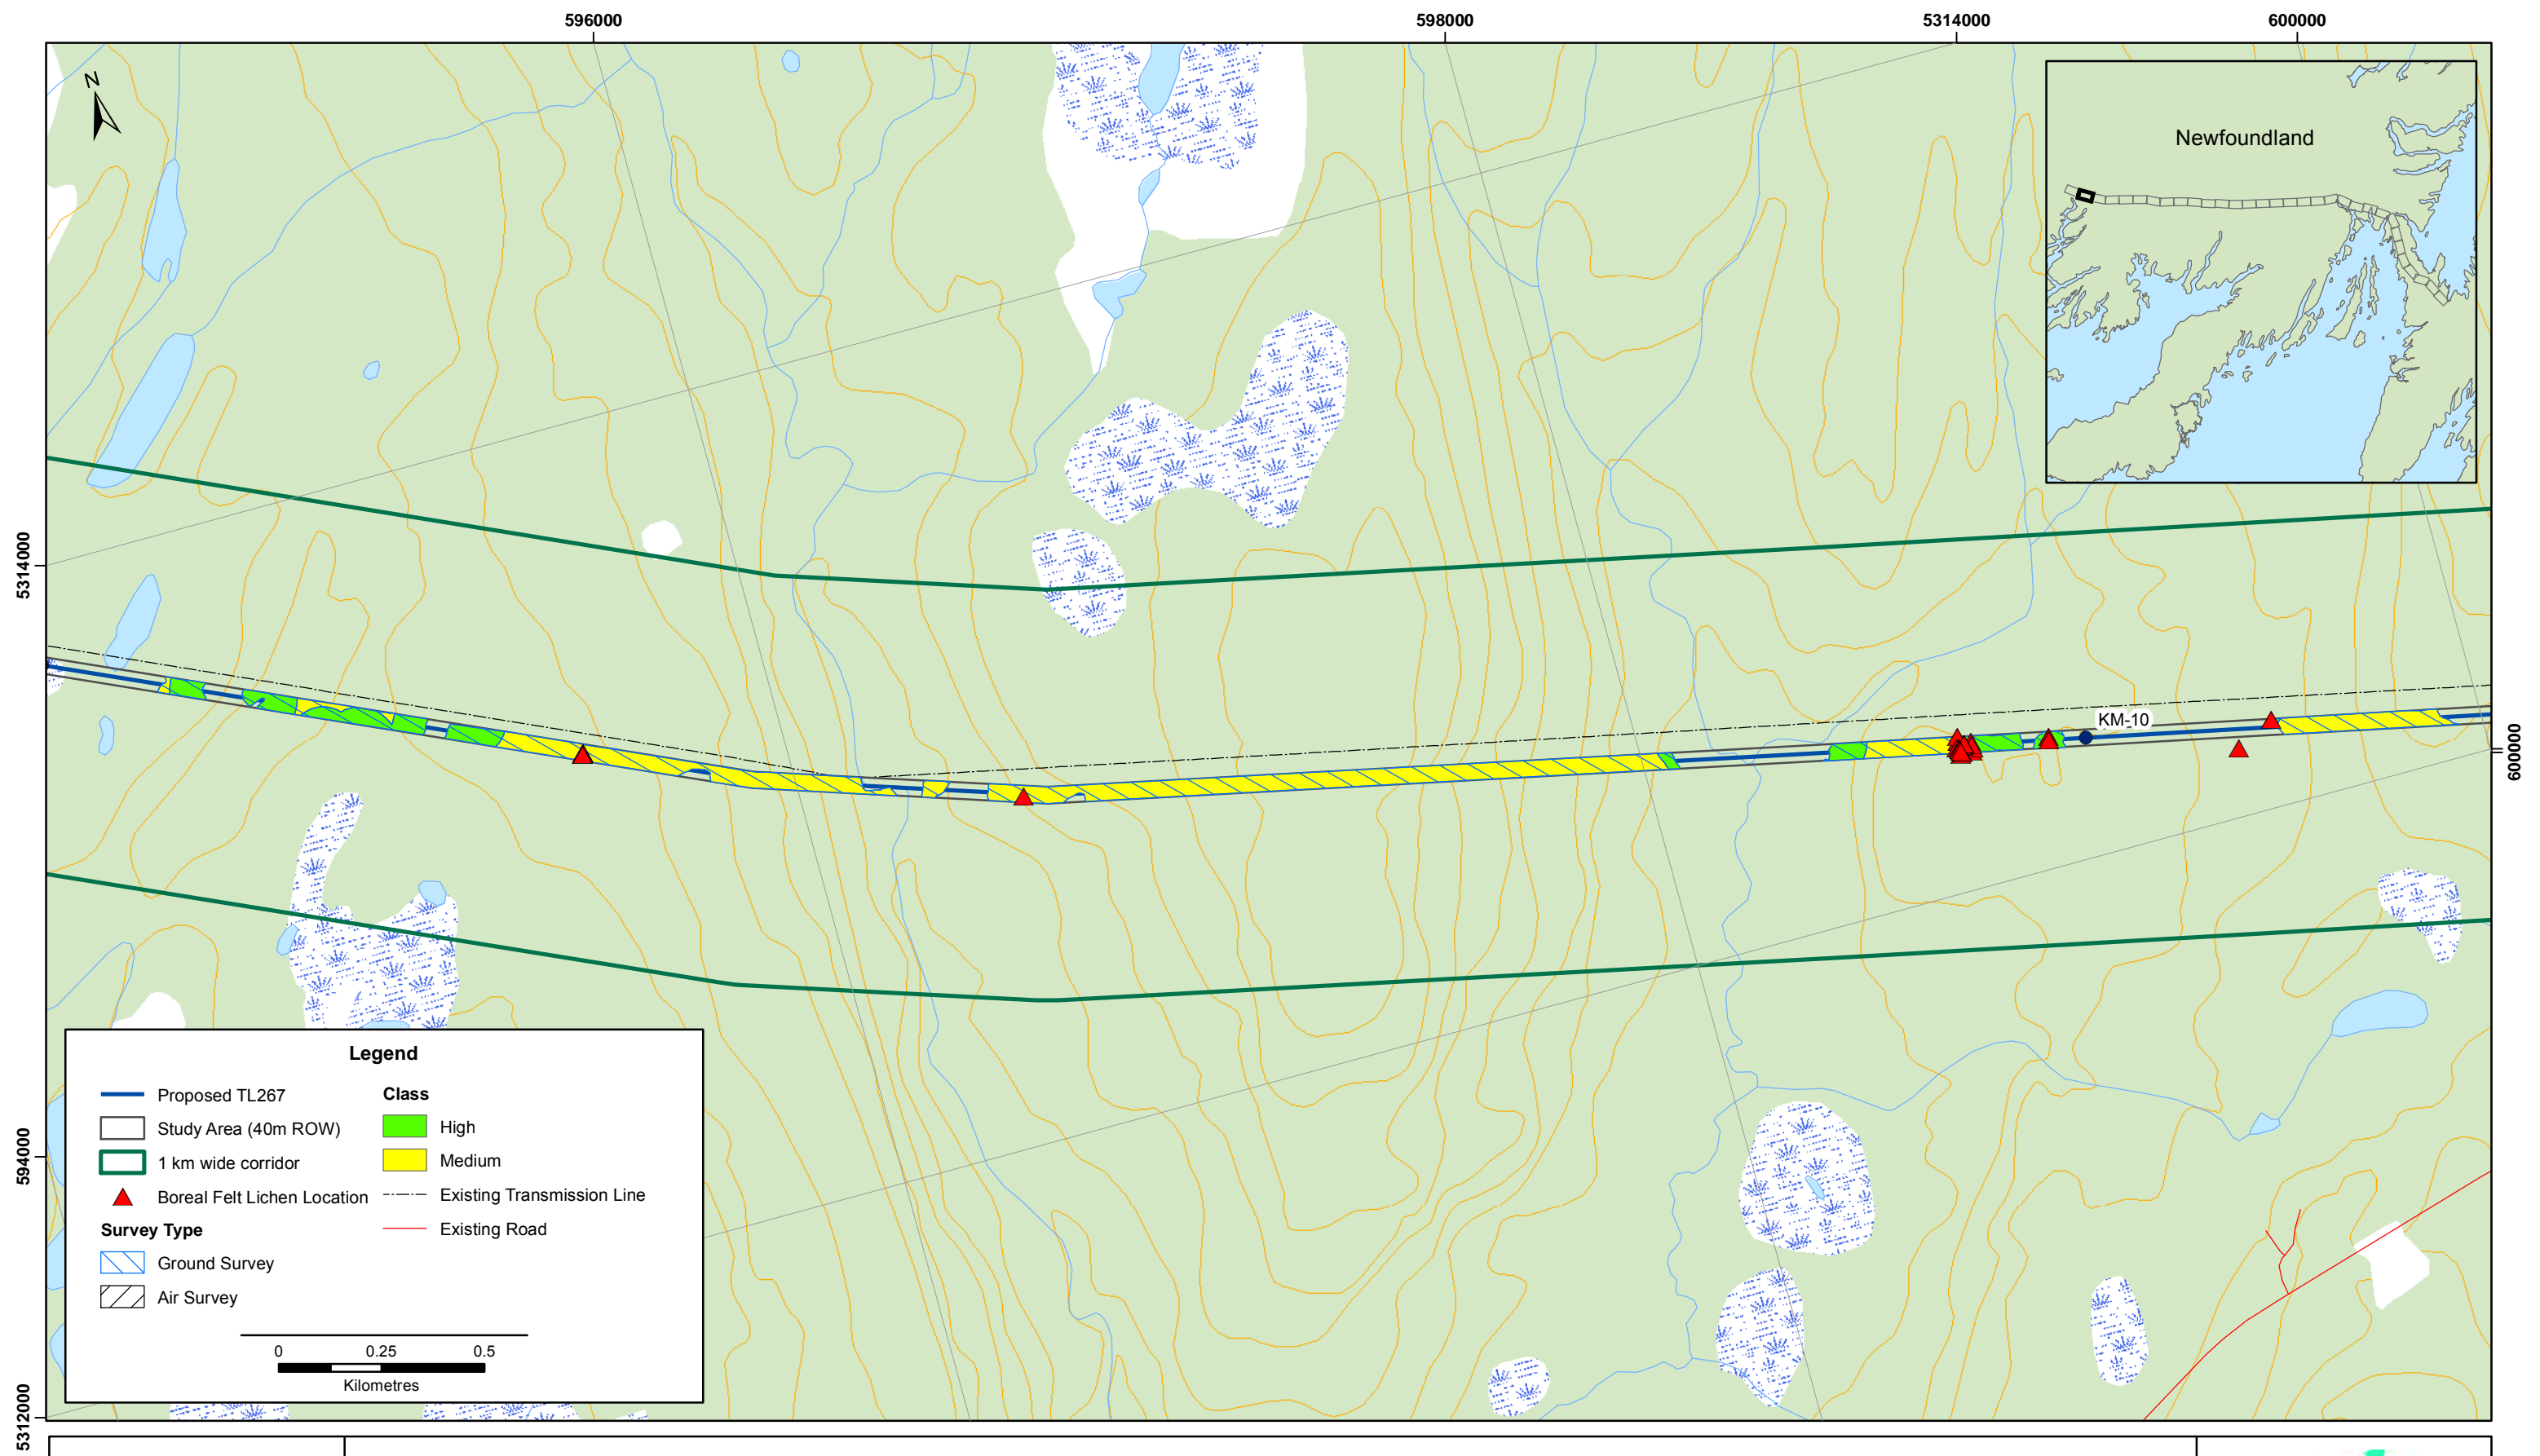 596000
598000
5314000
600000
N
Newfoundland
5314000
KM-10
600000
594000
5312000
Legend
Proposed TL267
Study Area (40m ROW)
1 km wide corridor
Boreal Felt Lichen Location
Survey Type
Ground Survey
Air Survey
Class
High
Medium
Existing Transmission Line
Existing Road
0 0.25 0.5
Kilometres